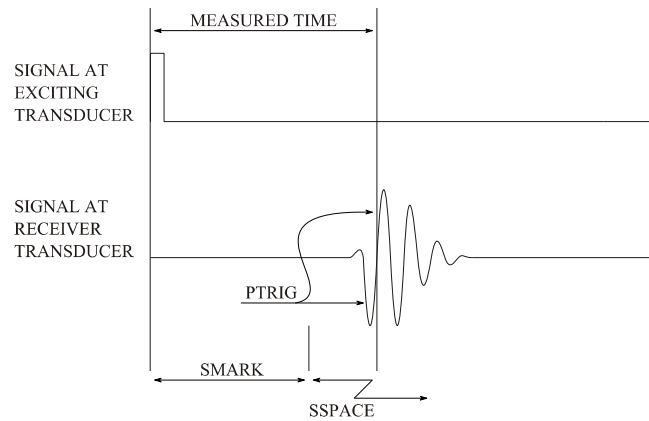 MEASURED TIME
SIGNAL AT
EXCITING
TRANSDUCER
SIGNAL AT
RECEIVER
TRANSDUCER
PTRIG
SMARK
SSPACE